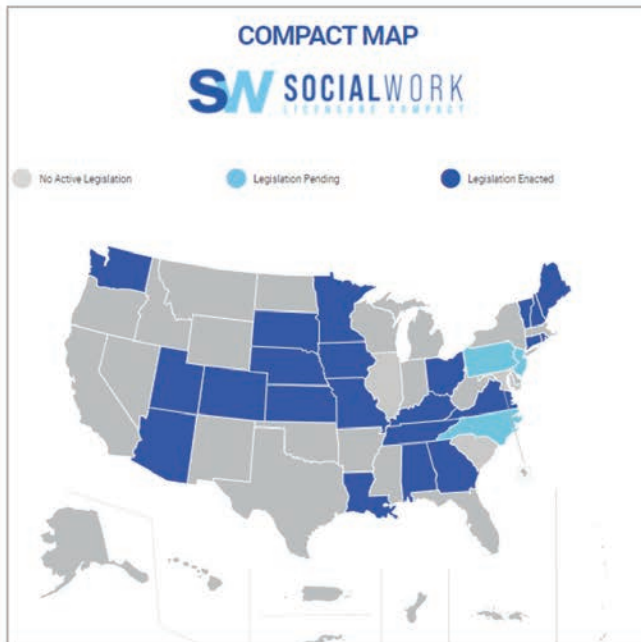 COMPACT MAP
SW SOCIALWORK
LICENSURE COMPACT
No Active Legislation
Legislation Pending
Legislation Enacted